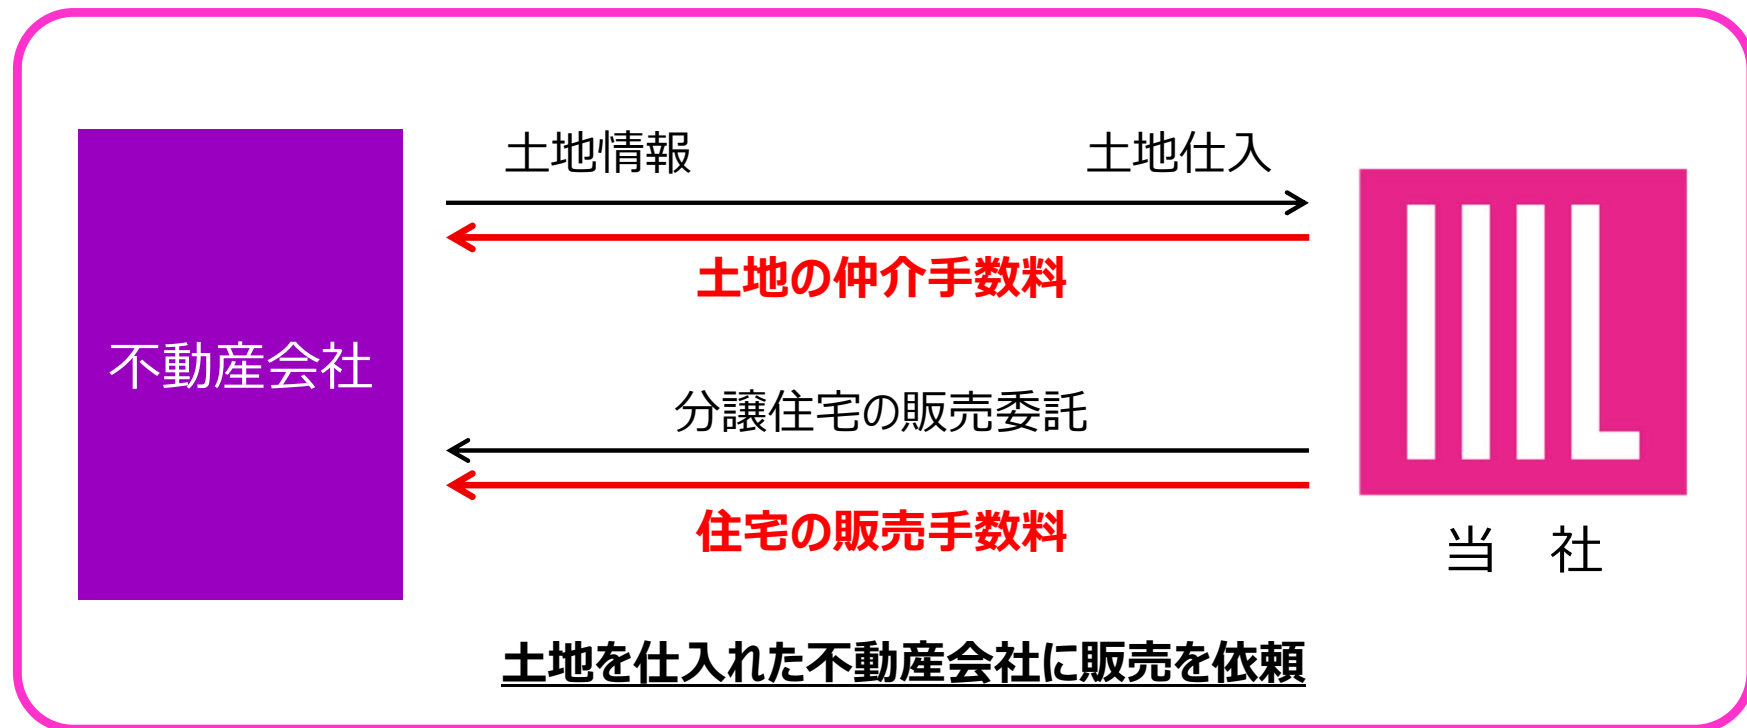 土地情報
土地仕入
土地の仲介手数料
不動産会社
分譲住宅の販売委託
住宅の販売手数料
当　社
土地を仕入れた不動産会社に販売を依頼